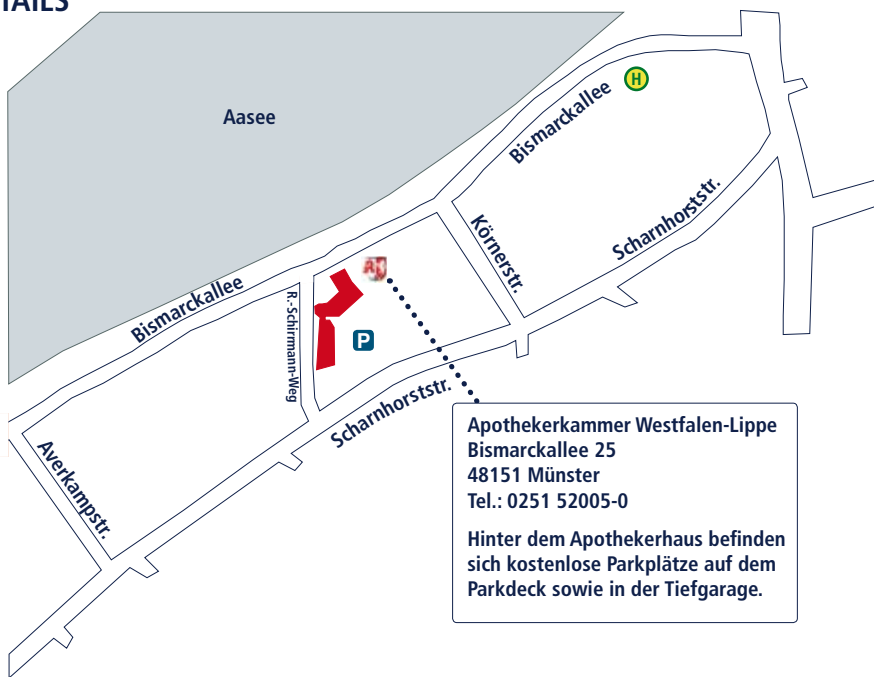 TAILS
Aasee
H
Bismarckallee
Scharnhorststr.
Körnerstr.
Bismarckallee
R.-Schirrmann-Weg
P
Scharnhorststr.
Averkampstr.
Apothekerkammer Westfalen-Lippe
Bismarckallee 25
48151 Münster
Tel.: 0251 52005-0
Hinter dem Apothekerhaus befinden
sich kostenlose Parkplätze auf dem
Parkdeck sowie in der Tiefgarage.